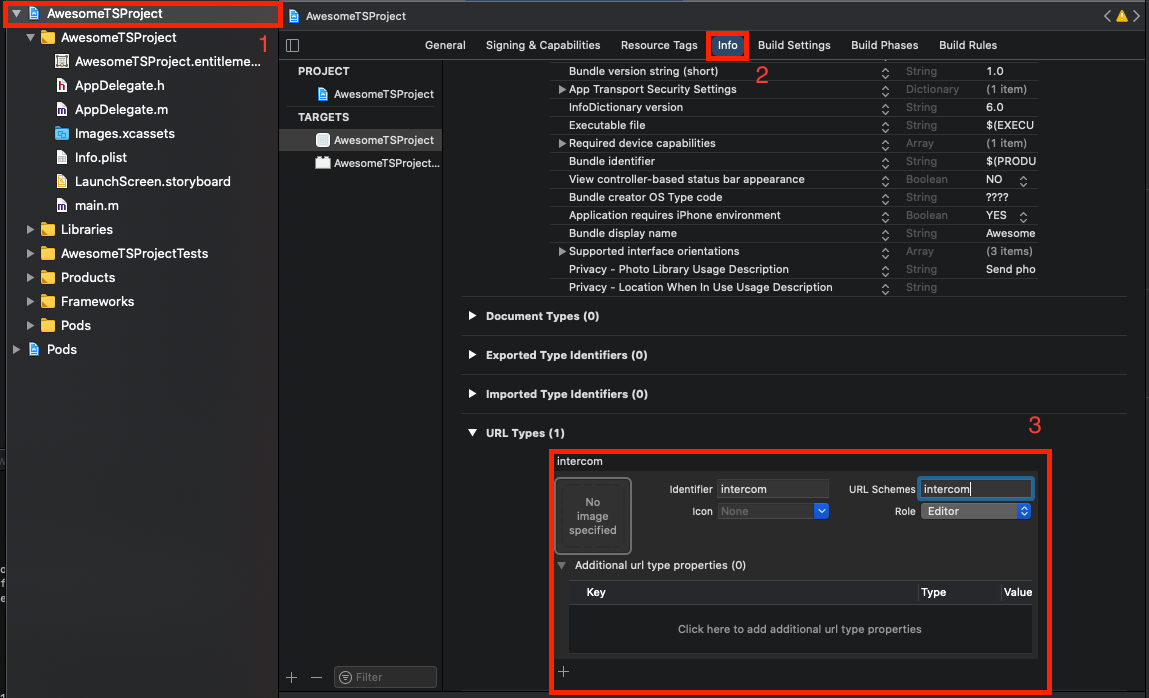 AwesomeTSProject
1
AwesomeTSProject
AwesomeTSProject.entitleme...
AppDelegate.h
AppDelegate.m
Images.xcassets
Info.plist
LaunchScreen.storyboard
main.m
Libraries
AwesomeTSProjectTests
Products
Frameworks
Pods
Pods
AwesomeTSProject
General Signing & Capabilities Resource Tags Info Build Settings Build Phases Build Rules
2
PROJECT
AwesomeTSProject
TARGETS
AwesomeTSProject
AwesomeTSProject...
Filter
Bundle version string (short) String 1.0
App Transport Security Settings Dictionary (1 item)
InfoDictionary version String 6.0
Executable file String $(EXECU
Required device capabilities Array (1 item)
Bundle identifier String $(PRODU
View controller-based status bar appearance Boolean NO
Bundle creator OS Type code String ????
Application requires iPhone environment Boolean YES
Bundle display name String Awesome
Supported interface orientations Array (3 items)
Privacy - Photo Library Usage Description String Send pho
Privacy - Location When In Use Usage Description String
Document Types (0)
Exported Type Identifiers (0)
Imported Type Identifiers (0)
URL Types (1)
3
intercom
No
image
specified
Identifier intercom URL Schemes intercom
Icon None Role Editor
Additional url type properties (0)
Key Type Value
Click here to add additional url type properties